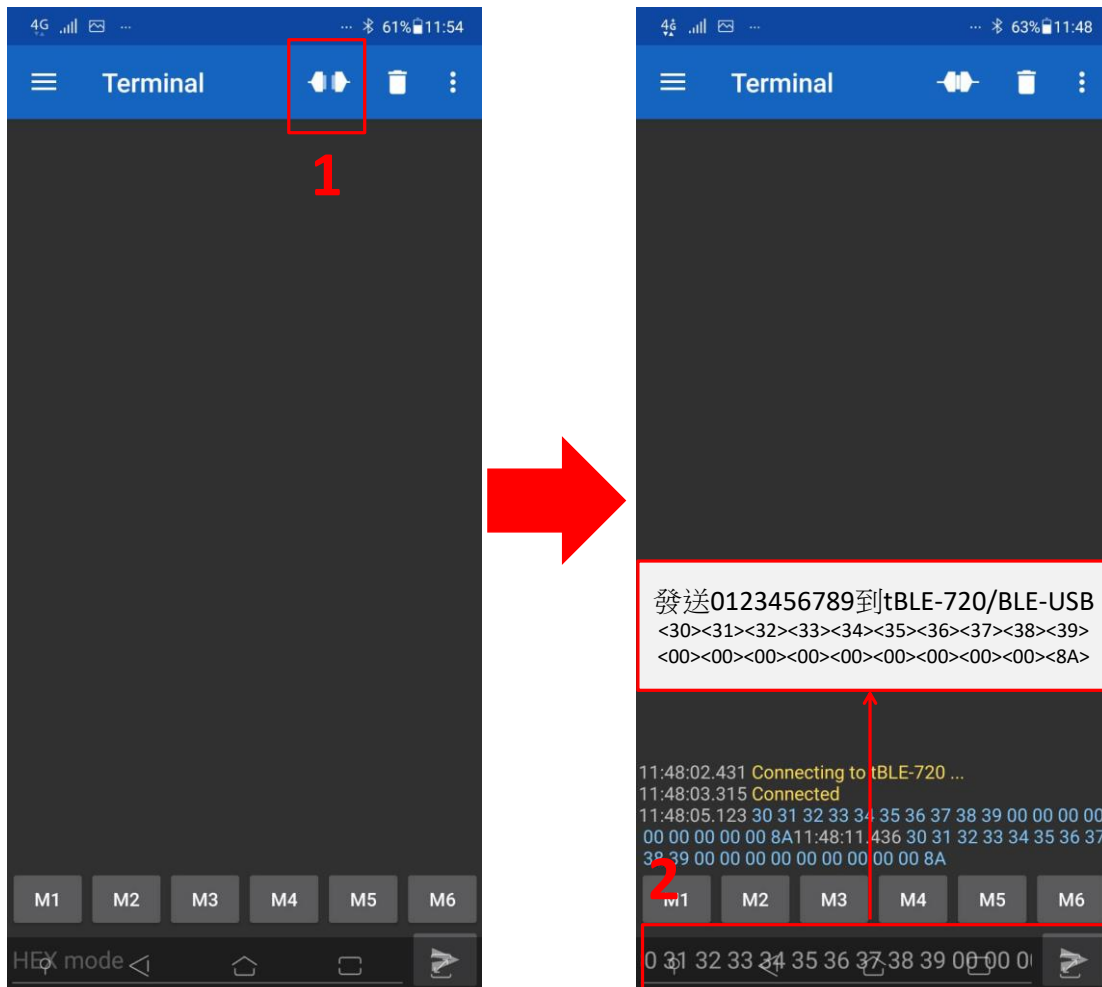 4G ... ... 61% 11:54
Terminal
1
M1 M2 M3 M4 M5 M6
HEX mode
4G ... ... 63% 11:48
Terminal
發送0123456789到tBLE-720/BLE-USB
<30><31><32><33><34><35><36><37><38><39>
<00><00><00><00><00><00><00><00><00><8A>
11:48:02.431 Connecting to tBLE-720 ...
11:48:03.315 Connected
11:48:05.123 30 31 32 33 34 35 36 37 38 39 00 00 00 00
00 00 00 00 00 8A11:48:11.436 30 31 32 33 34 35 36 37
38 39 00 00 00 00 00 00 00 00 00 8A
2
M1 M2 M3 M4 M5 M6
0 31 32 33 34 35 36 37 38 39 00 00 0